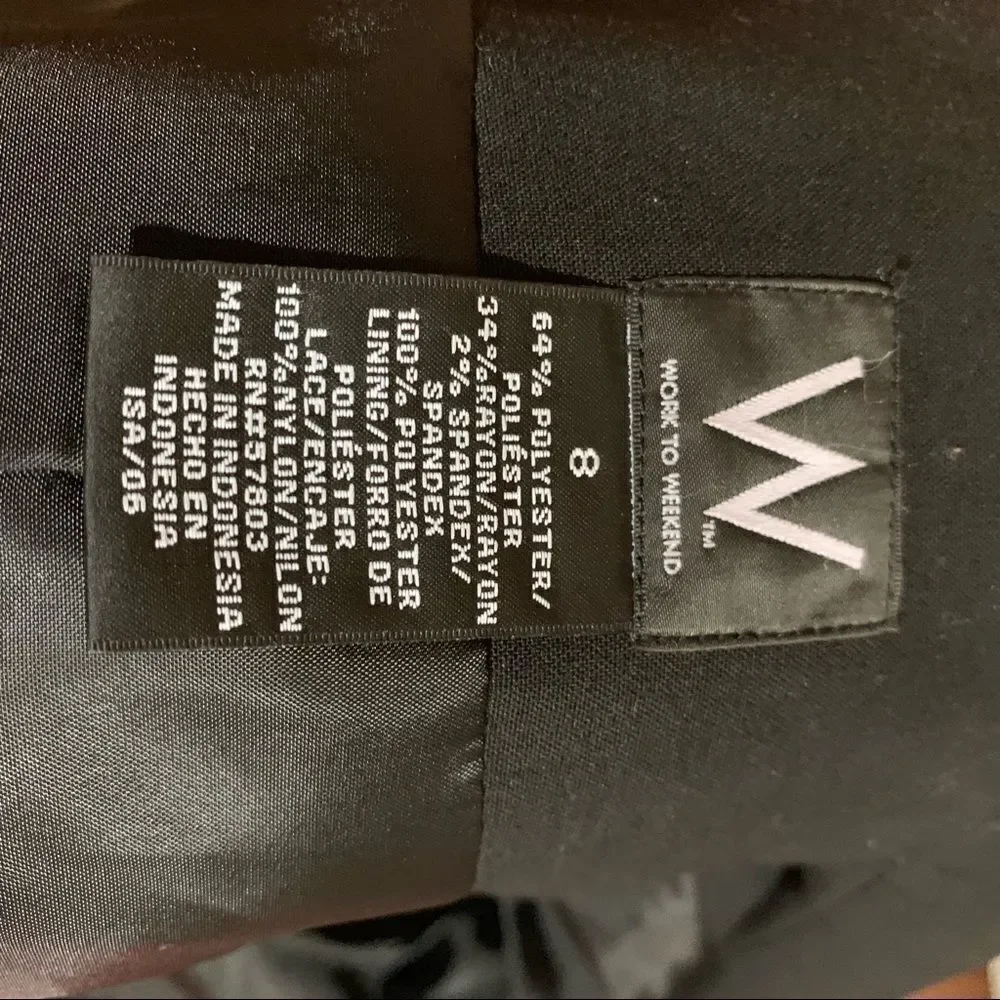 W™
WORK TO WEEKEND
8
64% POLYESTER/
POLIÉSTER
34%RAYON/RAYON
2% SPANDEX/
SPANDEX
100% POLYESTER
LINING/FORRO DE
POLIÉSTER
LACE/ENCAJE:
100%NYLON/NILON
RN#57803
MADE IN INDONESIA
HECHO EN
INDONESIA
ISA/06